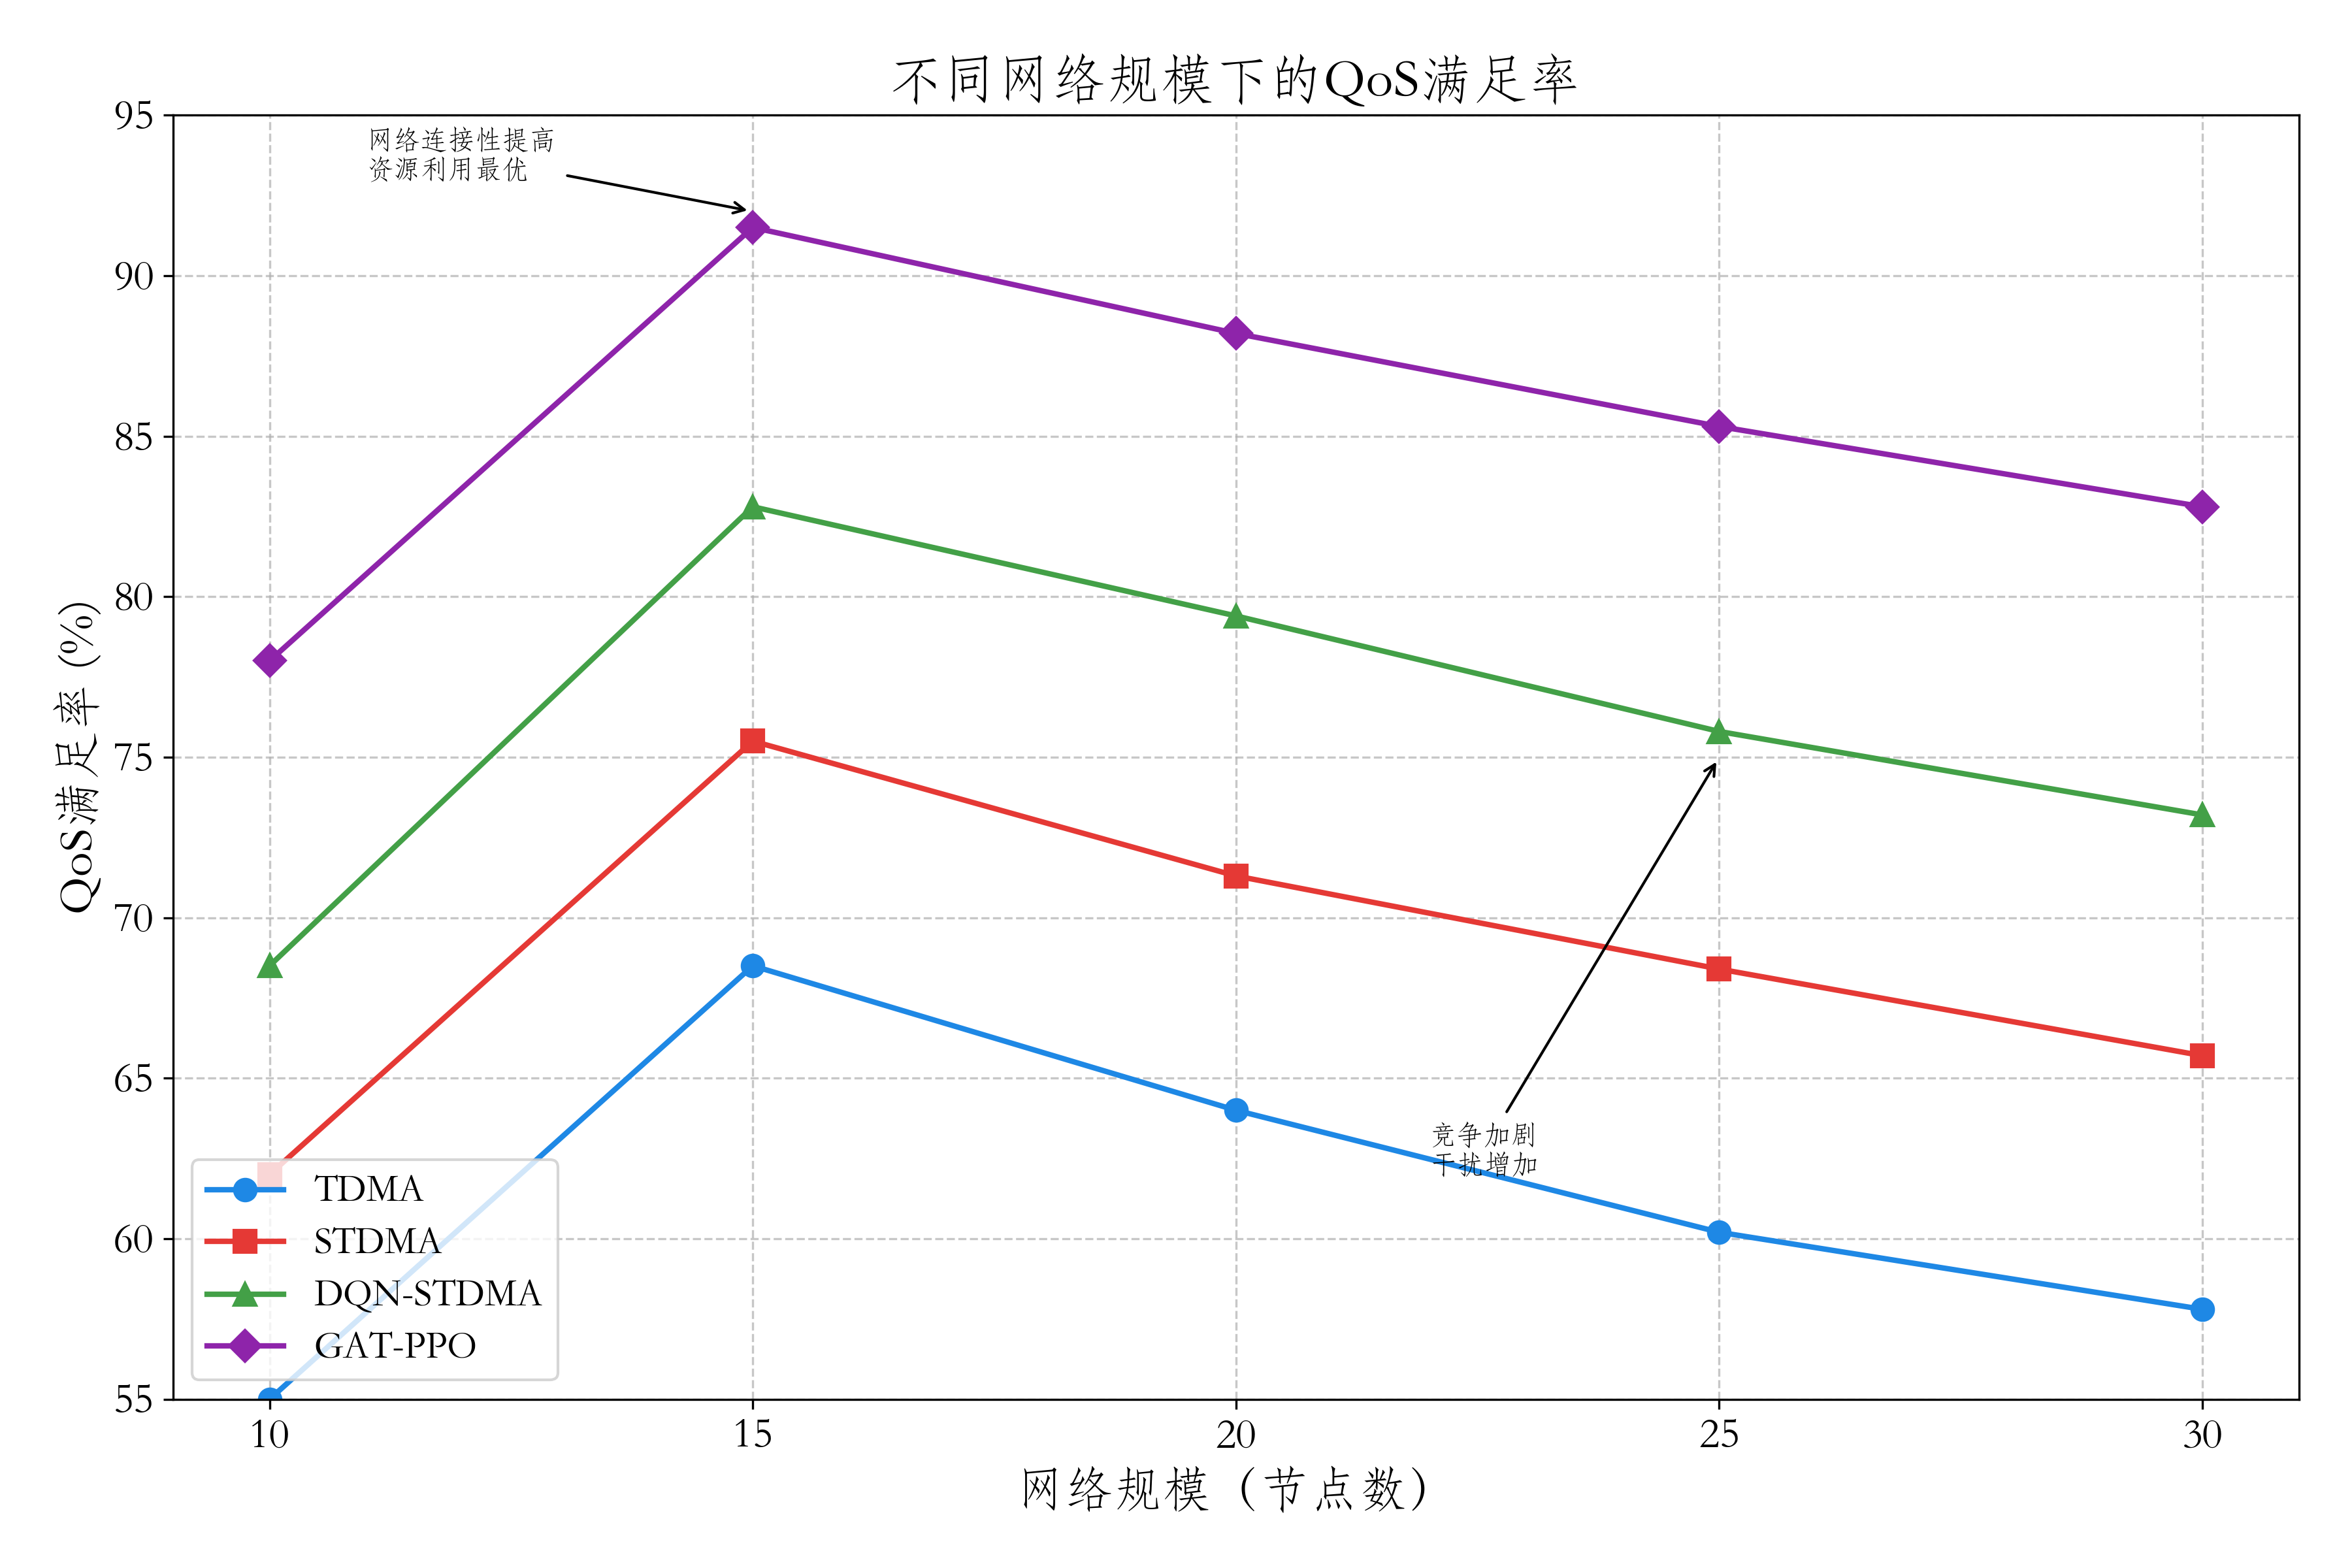 不同网络规模下的QoS满足率
95
90
85
80
75
70
65
60
55
QoS满足率 (%)
网络连接性提高
资源利用最优
竞争加剧
干扰增加
TDMA
STDMA
DQN-STDMA
GAT-PPO
10
15
20
25
30
网络规模（节点数）